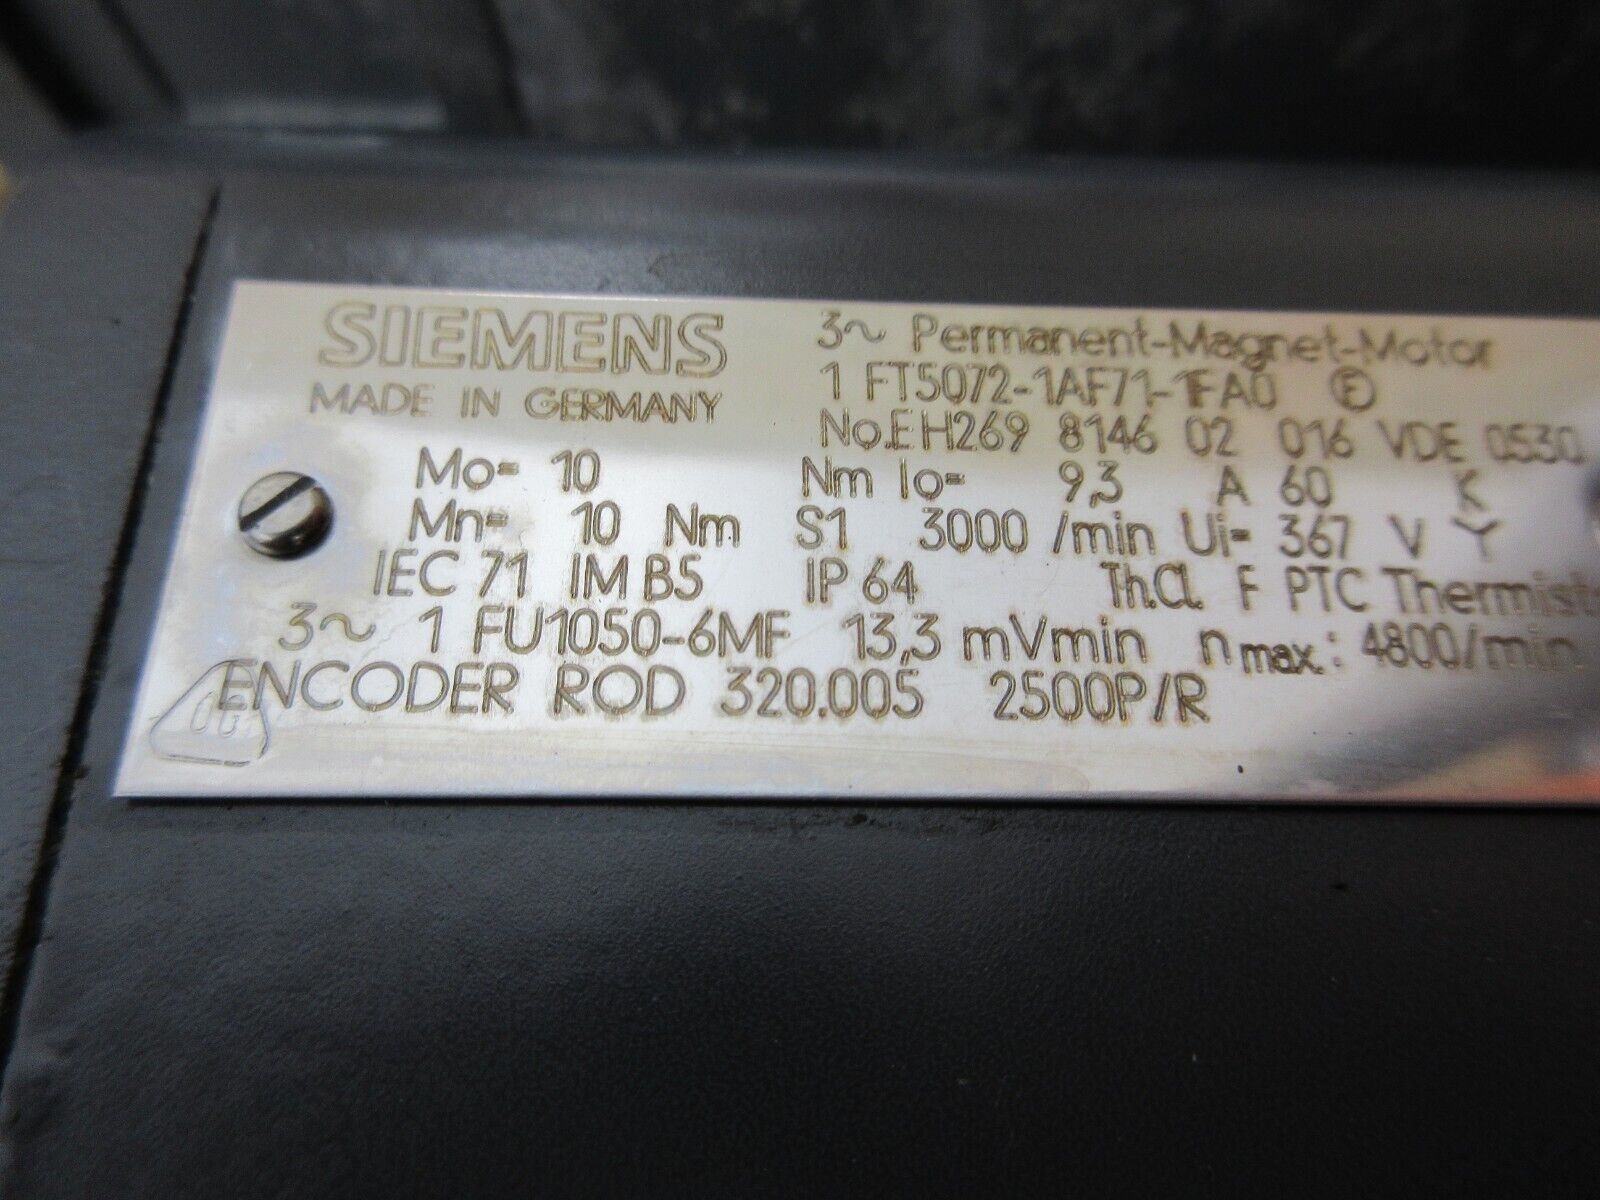 SIEMENS
MADE IN GERMANY
3~ Permanent-Magnet-Motor
1 FT5072-1AF71-1FA0 Ⓔ
No.EH269 8146 02 016 VDE 0530
Mo= 10 Nm Io= 9,3 A 60 K
Mn= 10 Nm S1 3000 /min Ui= 367 V Y
IEC 71 IM B5 IP 64 Th.Cl. F PTC Thermist
3~ 1 FU1050-6MF 13,3 mVmin nmax.: 4800/min
ENCODER ROD 320.005 2500P/R